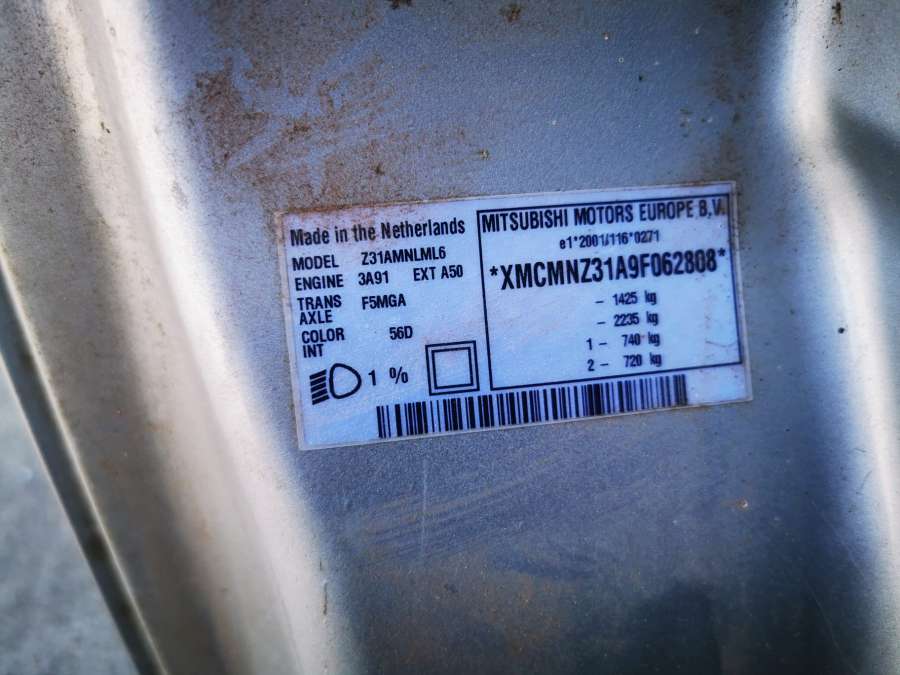 Made in the Netherlands
MODEL Z31AMNLML6
ENGINE 3A91 EXT A50
TRANS AXLE F5MGA
COLOR INT 56D
1 %
MITSUBISHI MOTORS EUROPE B.V.
e1*2001/116*0271
*XMCMNZ31A9F062808*
– 1425 kg
– 2235 kg
1 – 740 kg
2 – 720 kg